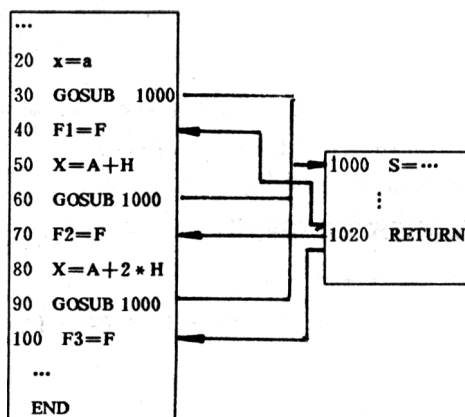 ...
20 x=a
30 GOSUB 1000
40 F1=F
50 X=A+H
60 GOSUB 1000
70 F2=F
80 X=A+2*H
90 GOSUB 1000
100 F3=F
...
END
1000 S=⋯
⋮
1020 RETURN